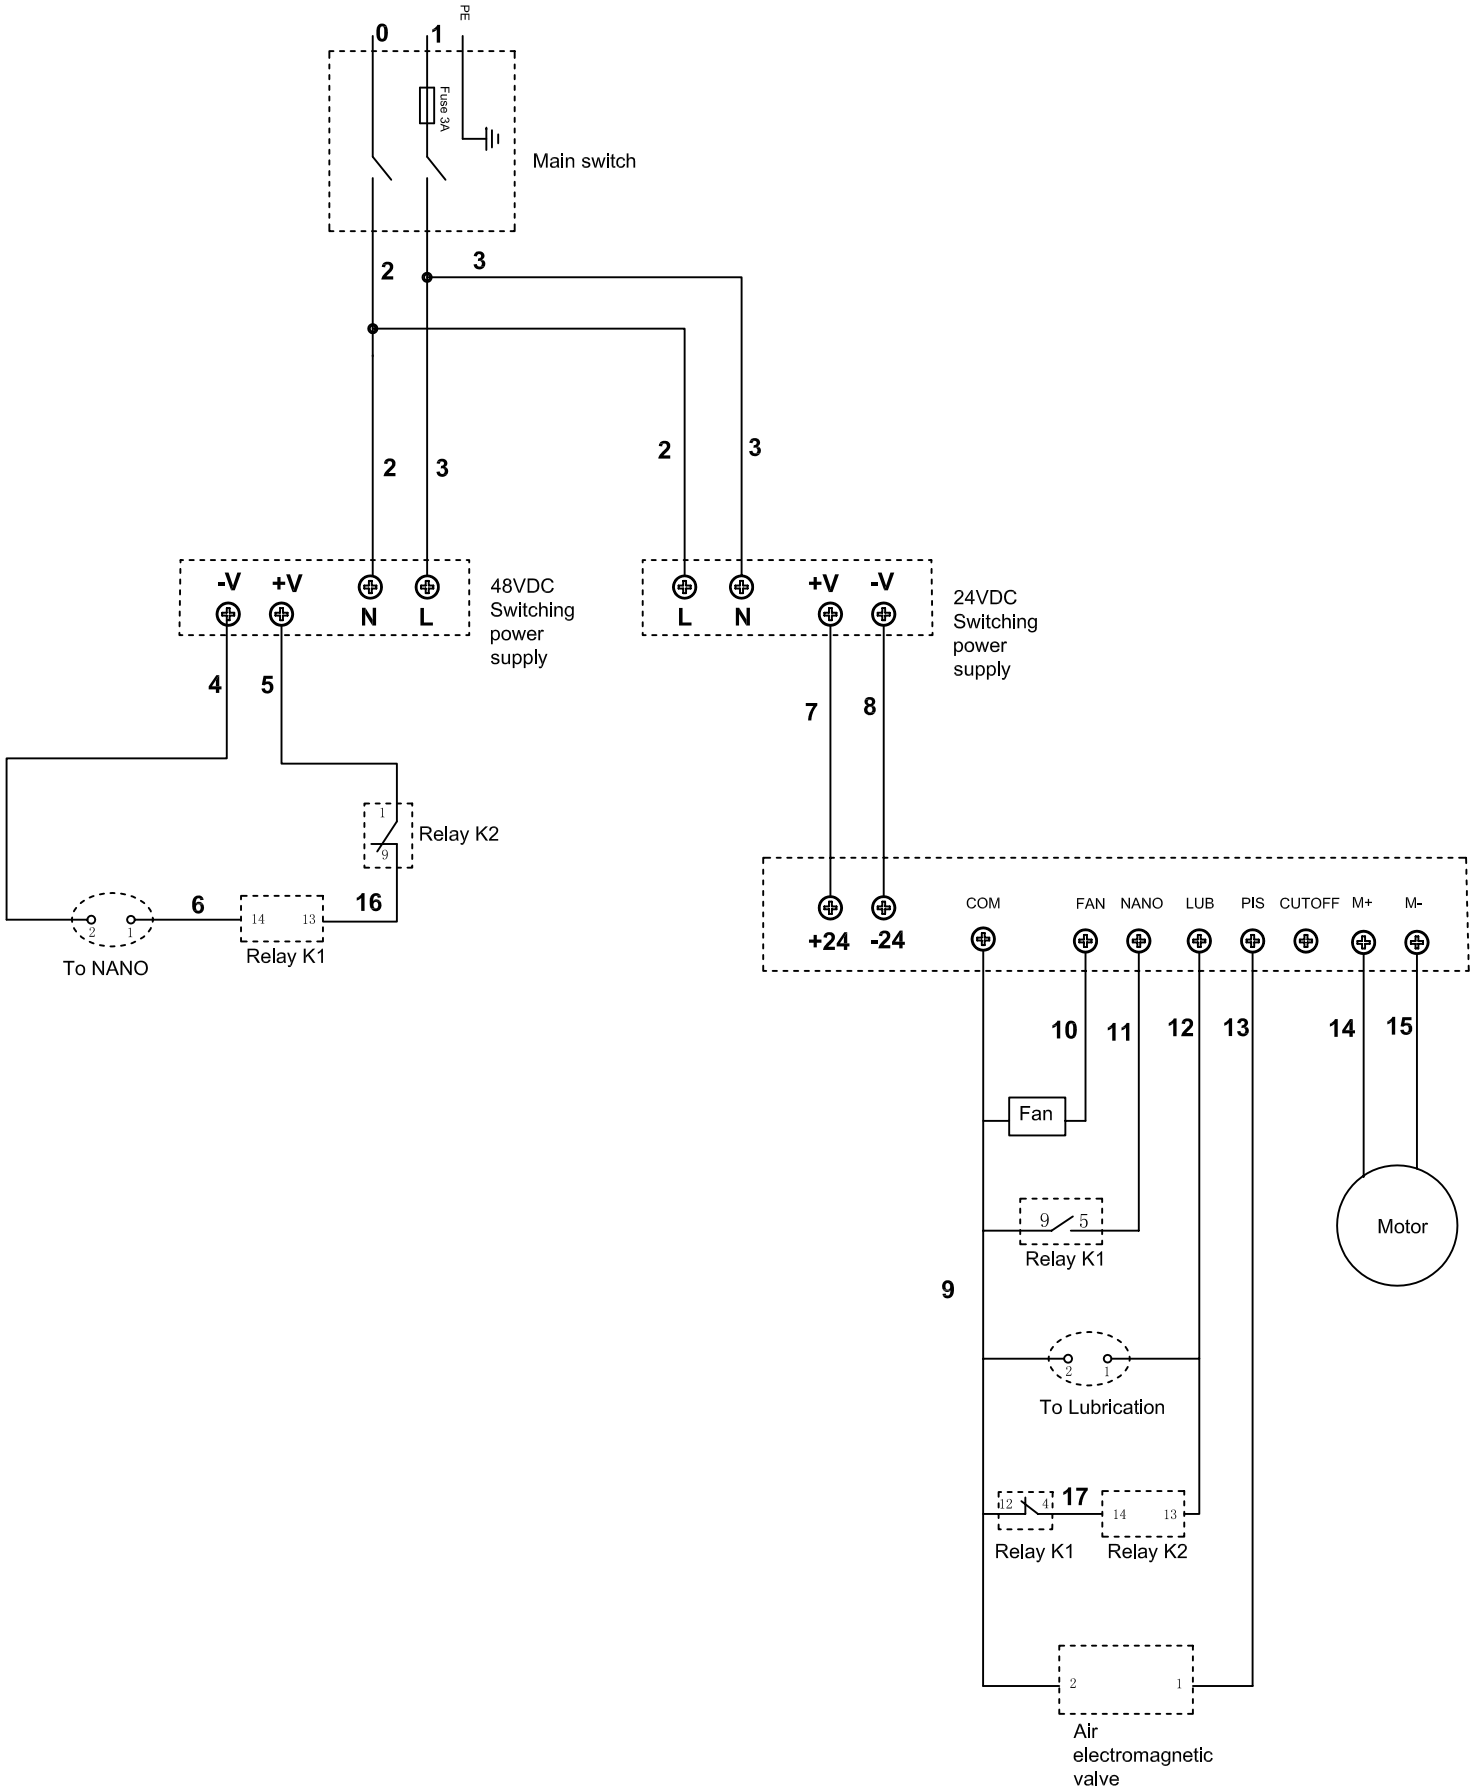 0
1
PE
Fuse 3A
Main switch
2
3
2
3
2
3
-V
+V
N
L
48VDC
Switching
power
supply
L
N
+V
-V
24VDC
Switching
power
supply
4
5
7
8
1
9
Relay K2
2
1
6
14
13
16
To NANO
Relay K1
+24
-24
COM
FAN
NANO
LUB
PIS
CUTOFF
M+
M-
10
11
12
13
14
15
Fan
9
5
Relay K1
Motor
9
2
1
To Lubrication
12
4
17
14
13
Relay K1
Relay K2
2
1
Air
electromagnetic
valve